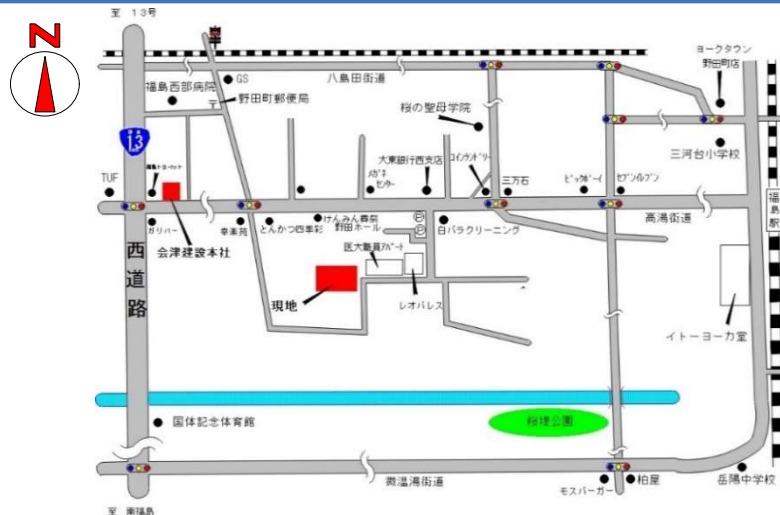 至 13号
N
ヨークタウン
野田町店
GS
八島田街道
福島西部病院
〒
野田町郵便局
桜の聖母学院
13
三河台小学校
大東銀行西支店
コインランドリー
メガネ
センター
三万石
ビックボーイ
セブンイレブン
TUF
福島駅
高湯街道
ガリバー
会津建設本社
幸楽苑
とんかつ四季彩
けんみん葬祭
野田ホール
P
P
白バラクリーニング
西道路
医大職員アパート
現地
レオパレス
イトーヨーカ堂
国体記念体育館
桜堤公園
微温湯街道
モスバーガー
柏屋
岳陽中学校
至 南福島